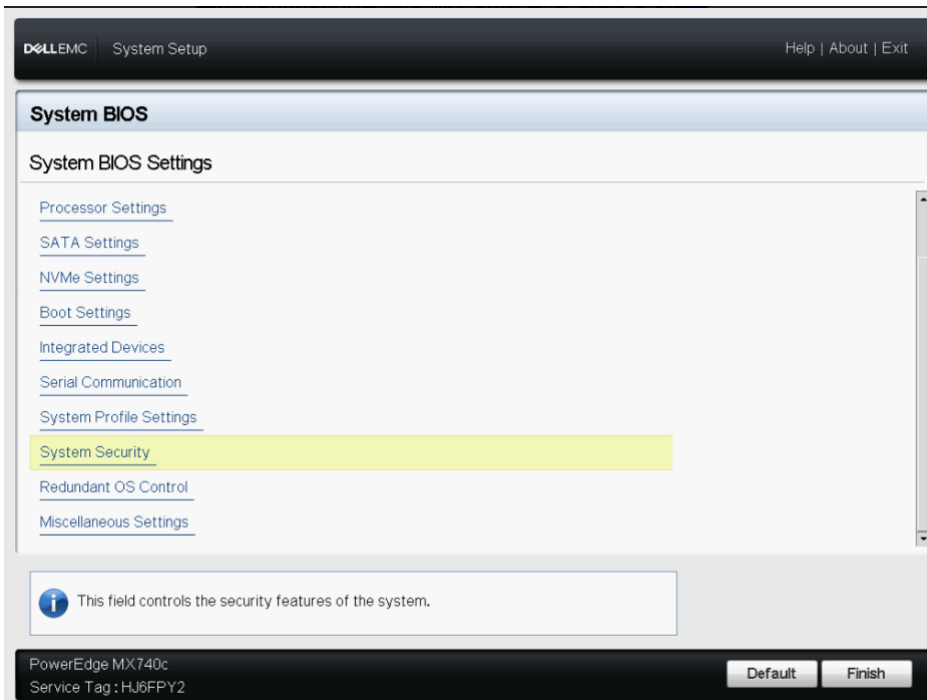 DELLEMC System Setup Help | About | Exit
System BIOS
System BIOS Settings
Processor Settings
SATA Settings
NVMe Settings
Boot Settings
Integrated Devices
Serial Communication
System Profile Settings
System Security
Redundant OS Control
Miscellaneous Settings
This field controls the security features of the system.
PowerEdge MX740c
Service Tag : HJ6FPY2
Default Finish